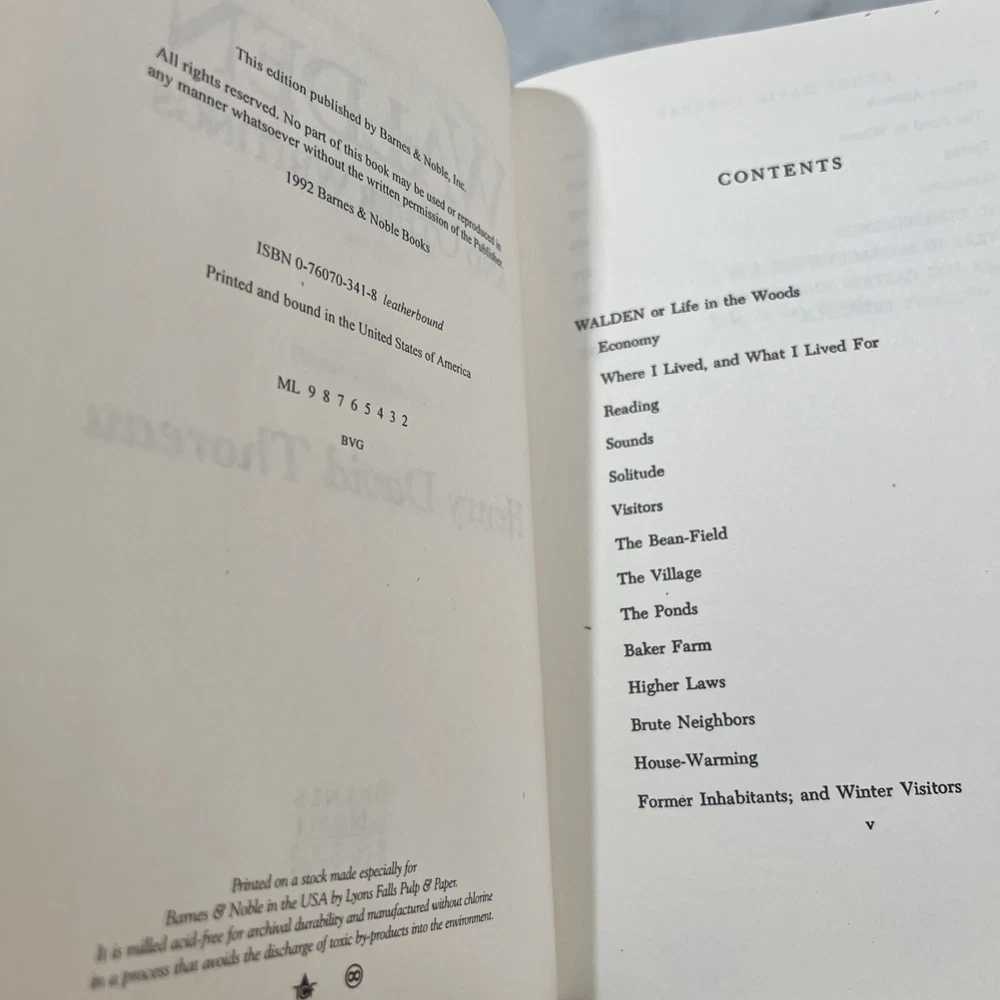 This edition published by Barnes & Noble, Inc.
All rights reserved. No part of this book may be used or reproduced in
any manner whatsoever without the written permission of the Publisher.
1992 Barnes & Noble Books
ISBN 0-76070-341-8 leatherbound
Printed and bound in the United States of America
ML 9 8 7 6 5 4 3 2
BVG
Printed on a stock made especially for
Barnes & Noble in the USA by Lyons Falls Pulp & Paper.
It is milled acid-free for archival durability and manufactured without chlorine
in a process that avoids the discharge of toxic by-products into the environment.
CONTENTS
WALDEN or Life in the Woods
Economy
Where I Lived, and What I Lived For
Reading
Sounds
Solitude
Visitors
The Bean-Field
The Village
The Ponds
Baker Farm
Higher Laws
Brute Neighbors
House-Warming
Former Inhabitants; and Winter Visitors
v